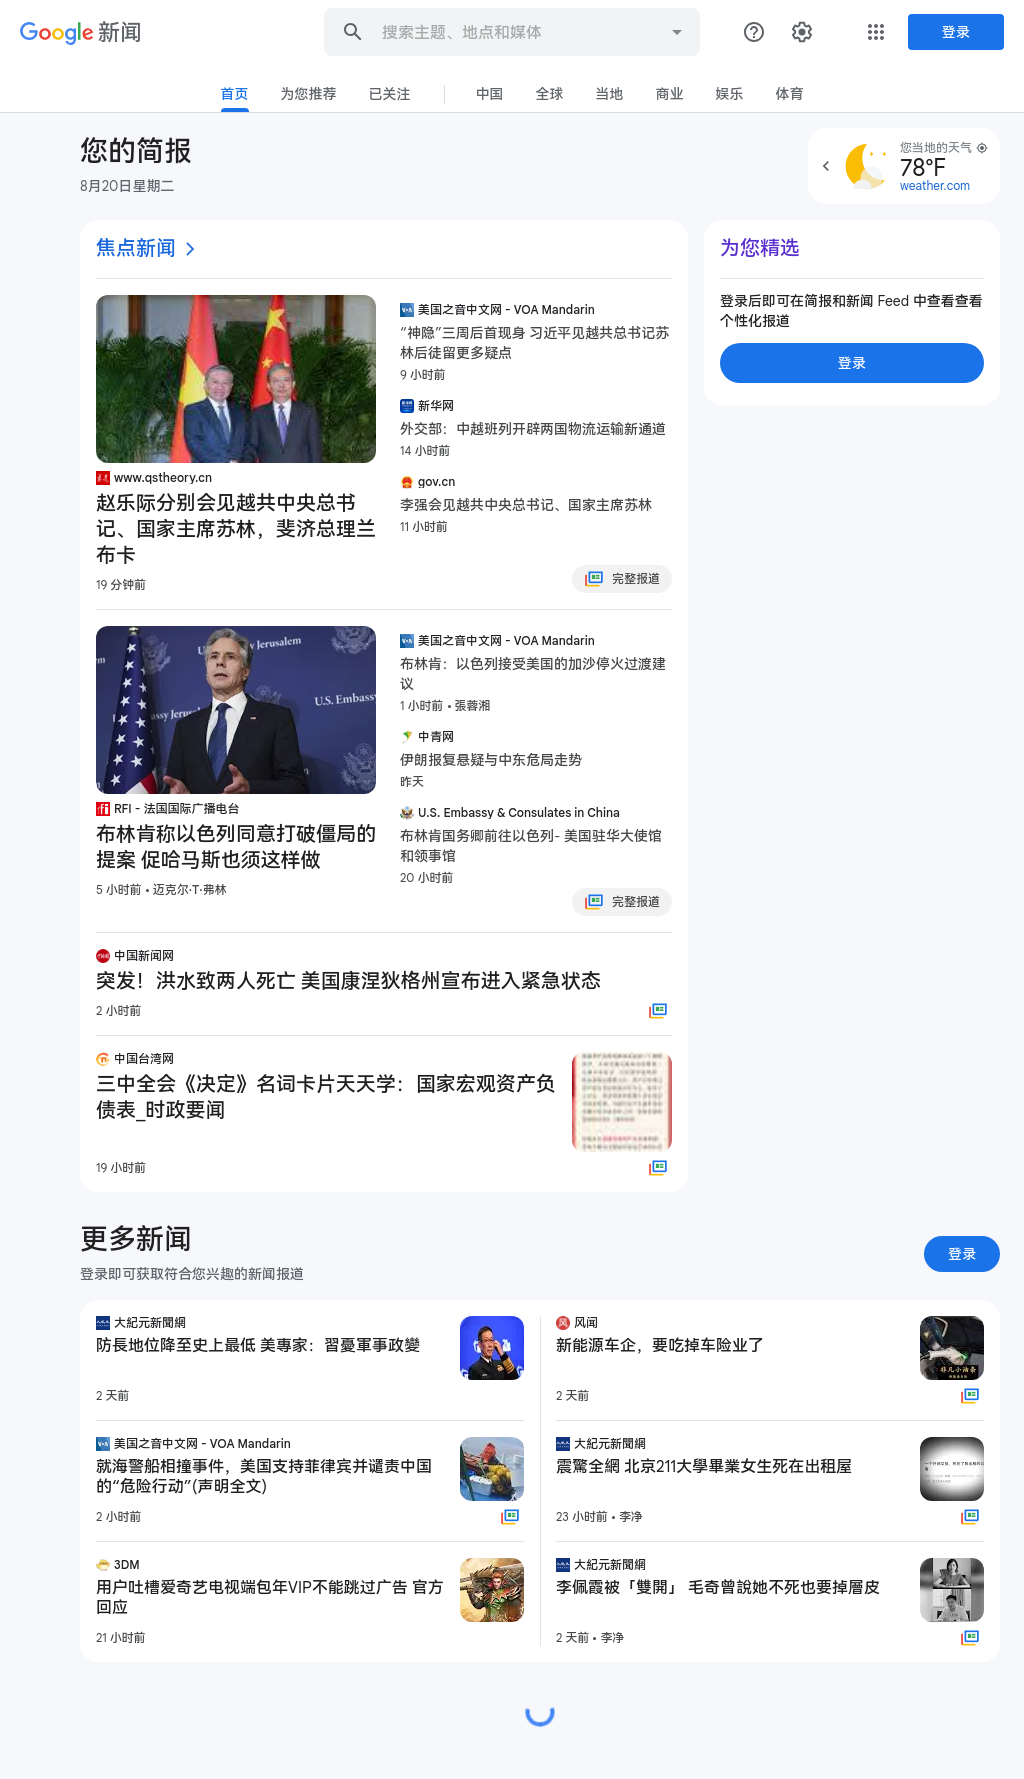 Google 新闻
搜索主题、地点和媒体
登录
首页
为您推荐
已关注
中国
全球
当地
商业
娱乐
体育
您的简报
8月20日星期二
您当地的天气
78°F
weather.com
焦点新闻
www.qstheory.cn
赵乐际分别会见越共中央总书
记、国家主席苏林，斐济总理兰
布卡
19 分钟前
美国之音中文网 - VOA Mandarin
“神隐”三周后首现身 习近平见越共总书记苏
林后徒留更多疑点
9 小时前
新华网
外交部：中越班列开辟两国物流运输新通道
14 小时前
gov.cn
李强会见越共中央总书记、国家主席苏林
11 小时前
完整报道
为您精选
登录后即可在简报和新闻 Feed 中查看查看
个性化报道
登录
RFI - 法国国际广播电台
布林肯称以色列同意打破僵局的
提案 促哈马斯也须这样做
5 小时前 • 迈克尔·T·弗林
美国之音中文网 - VOA Mandarin
布林肯：以色列接受美国的加沙停火过渡建
议
1 小时前 • 張蓉湘
中青网
伊朗报复悬疑与中东危局走势
昨天
U.S. Embassy & Consulates in China
布林肯国务卿前往以色列- 美国驻华大使馆
和领事馆
20 小时前
完整报道
中国新闻网
突发！洪水致两人死亡 美国康涅狄格州宣布进入紧急状态
2 小时前
中国台湾网
三中全会《决定》名词卡片天天学：国家宏观资产负
债表_时政要闻
19 小时前
更多新闻
登录即可获取符合您兴趣的新闻报道
登录
大紀元新聞網
防長地位降至史上最低 美專家：習憂軍事政變
2 天前
美国之音中文网 - VOA Mandarin
就海警船相撞事件，美国支持菲律宾并谴责中国
的“危险行动”(声明全文)
2 小时前
3DM
用户吐槽爱奇艺电视端包年VIP不能跳过广告 官方
回应
21 小时前
风闻
新能源车企，要吃掉车险业了
2 天前
大紀元新聞網
震驚全網 北京211大學畢業女生死在出租屋
23 小时前 • 李净
大紀元新聞網
李佩霞被「雙開」 毛奇曾說她不死也要掉層皮
2 天前 • 李净